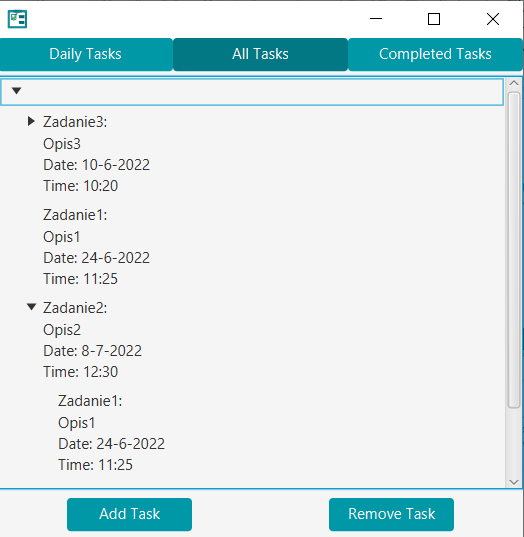 Daily Tasks
All Tasks
Completed Tasks
Zadanie3:
Opis3
Date: 10-6-2022
Time: 10:20
Zadanie1:
Opis1
Date: 24-6-2022
Time: 11:25
Zadanie2:
Opis2
Date: 8-7-2022
Time: 12:30
Zadanie1:
Opis1
Date: 24-6-2022
Time: 11:25
Add Task
Remove Task